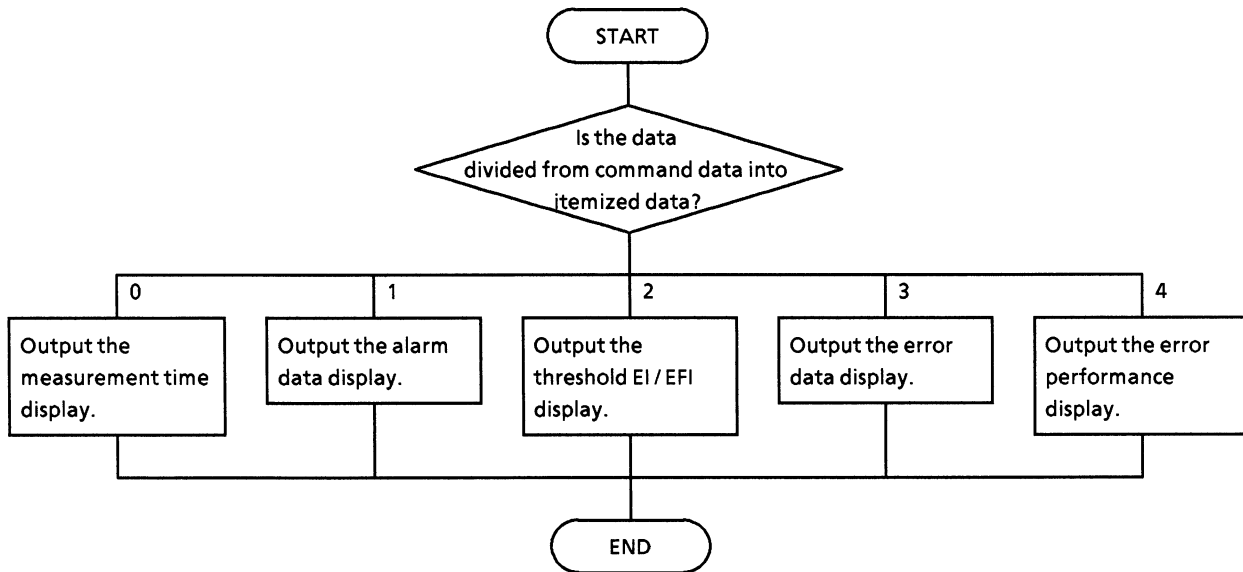 START
Is the data
divided from command data into
itemized data?
0
1
2
3
4
Output the
measurement time
display.
Output the alarm
data display.
Output the
threshold EI / EFI
display.
Output the error
data display.
Output the error
performance
display.
END